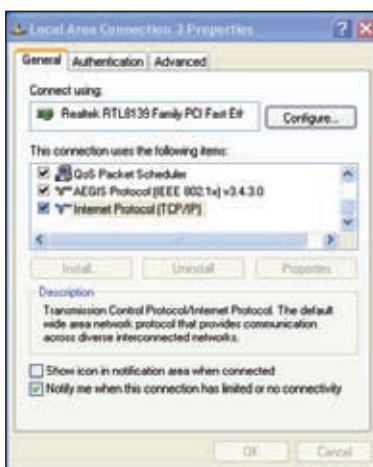 Local Area Connection 3 Properties
General Authentication Advanced
Connect using:
Realtek RTL8139 Family PCI Fast Eth
Configure...
This connection uses the following items:
QoS Packet Scheduler
AEGIS Protocol (IEEE 802.1x) v3.4.3.0
Internet Protocol (TCP/IP)
Install... Uninstall Properties
Description
Transmission Control Protocol/Internet Protocol. The default
wide area network protocol that provides communication
across diverse interconnected networks.
Show icon in notification area when connected
Notify me when this connection has limited or no connectivity
OK Cancel